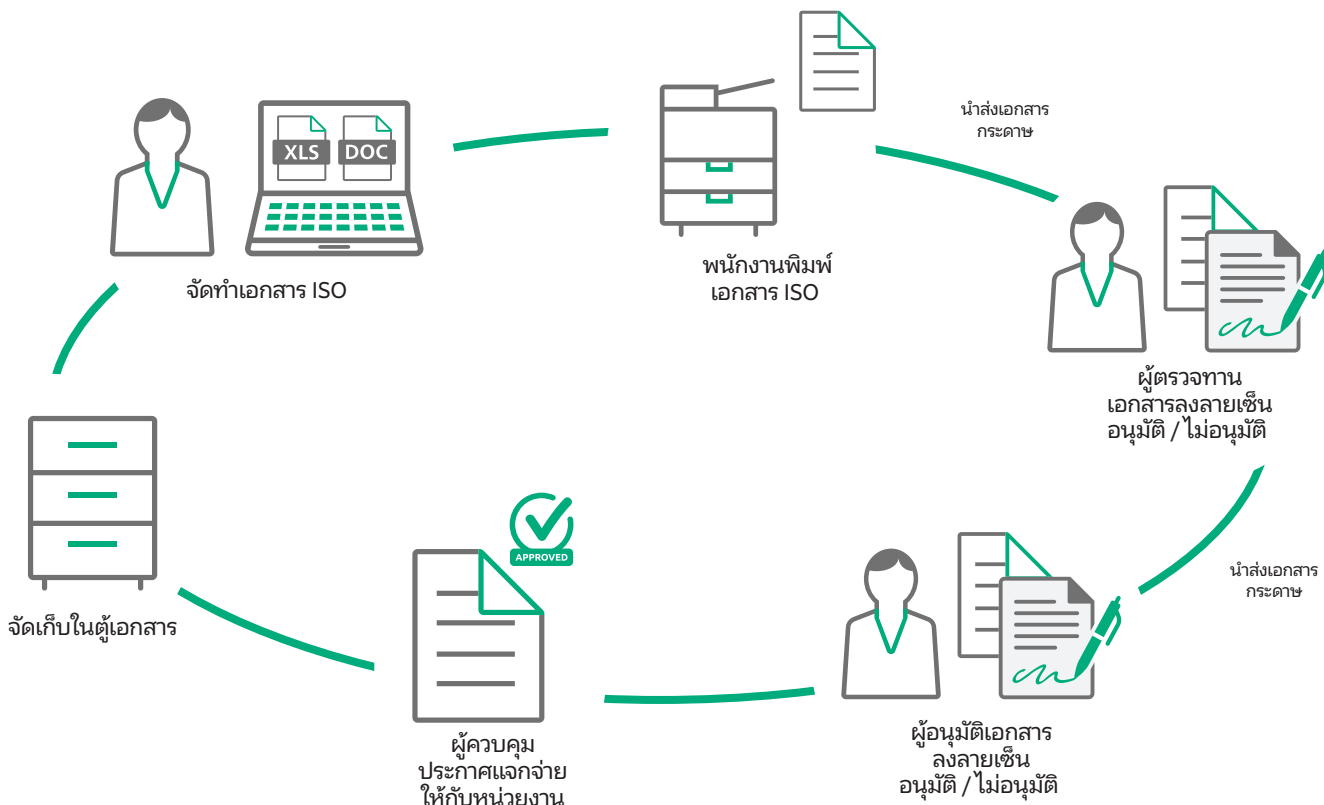 XLS DOC
จัดทำเอกสาร ISO
พนักงานพิมพ์
เอกสาร ISO
นำส่งเอกสาร
กระดาษ
ผู้ตรวจทาน
เอกสารลงลายเซ็น
อนุมัติ / ไม่อนุมัติ
นำส่งเอกสาร
กระดาษ
ผู้อนุมัติเอกสาร
ลงลายเซ็น
อนุมัติ / ไม่อนุมัติ
APPROVED
ผู้ควบคุม
ประกาศแจกจ่าย
ให้กับหน่วยงาน
จัดเก็บในตู้เอกสาร